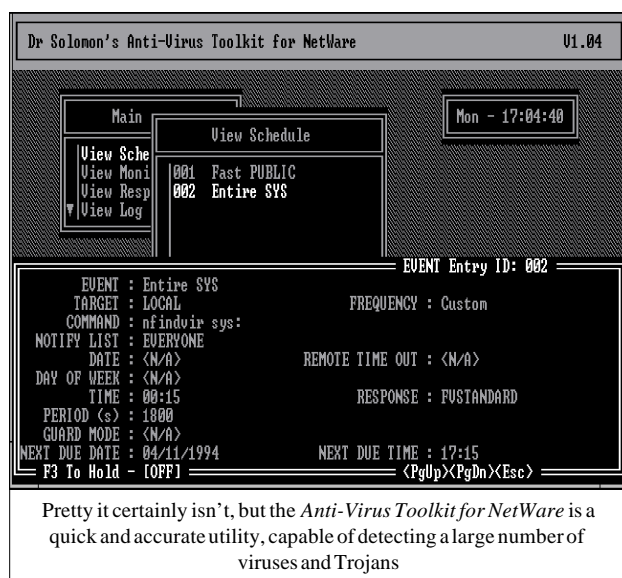 Dr Solomon's Anti-Virus Toolkit for NetWare V1.04
Main
Mon - 17:04:40
View Schedule
View Sche
View Moni
View Resp
▼ View Log
001 Fast PUBLIC
002 Entire SYS
EVENT Entry ID: 002
EVENT : Entire SYS
TARGET : LOCAL FREQUENCY : Custom
COMMAND : nfindvir sys:
NOTIFY LIST : EVERYONE
DATE : <N/A> REMOTE TIME OUT : <N/A>
DAY OF WEEK : <N/A>
TIME : 00:15 RESPONSE : FVSTANDARD
PERIOD (s) : 1800
GUARD MODE : <N/A>
NEXT DUE DATE : 04/11/1994 NEXT DUE TIME : 17:15
F3 To Hold - [OFF] <PgUp><PgDn><Esc>
Pretty it certainly isn't, but the Anti-Virus Toolkit for NetWare is a
quick and accurate utility, capable of detecting a large number of
viruses and Trojans